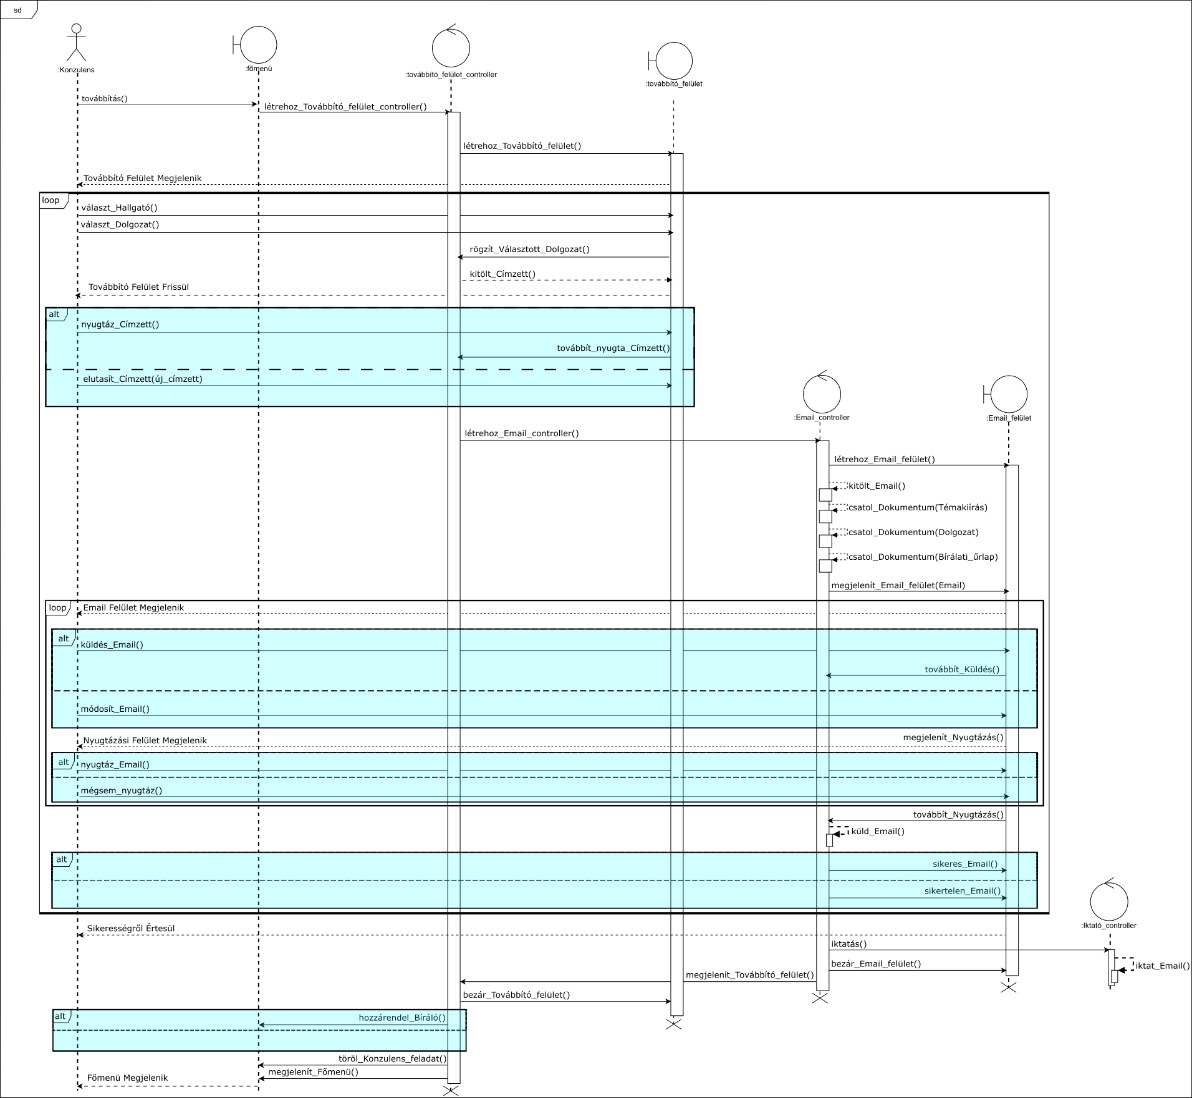 sd
:Konzulens
:főmenü
:továbbító_felület_controller
:továbbító_felület
továbbítás()
létrehoz_Továbbító_felület_controller()
létrehoz_Továbbító_felület()
Továbbító Felület Megjelenik
loop
választ_Hallgató()
választ_Dolgozat()
rögzít_Választott_Dolgozat()
kitölt_Címzett()
Továbbító Felület Frissül
alt
nyugtáz_Címzett()
továbbít_nyugta_Címzett()
elutasít_Címzett(új_címzett)
:Email_controller
:Email_felület
létrehoz_Email_controller()
létrehoz_Email_felület()
kitölt_Email()
csatol_Dokumentum(Témakiírás)
csatol_Dokumentum(Dolgozat)
csatol_Dokumentum(Bírálati_űrlap)
megjelenít_Email_felület(Email)
loop
Email Felület Megjelenik
alt
küldés_Email()
továbbít_Küldés()
módosít_Email()
megjelenít_Nyugtázás()
Nyugtázási Felület Megjelenik
alt
nyugtáz_Email()
mégsem_nyugtáz()
továbbít_Nyugtázás()
küld_Email()
alt
sikeres_Email()
sikertelen_Email()
:Iktató_controller
Sikerességről Értesül
iktatás()
bezár_Email_felület()
iktat_Email()
megjelenít_Továbbító_felület()
bezár_Továbbító_felület()
alt
hozzárendel_Bíráló()
töröl_Konzulens_feladat()
megjelenít_Főmenü()
Főmenü Megjelenik